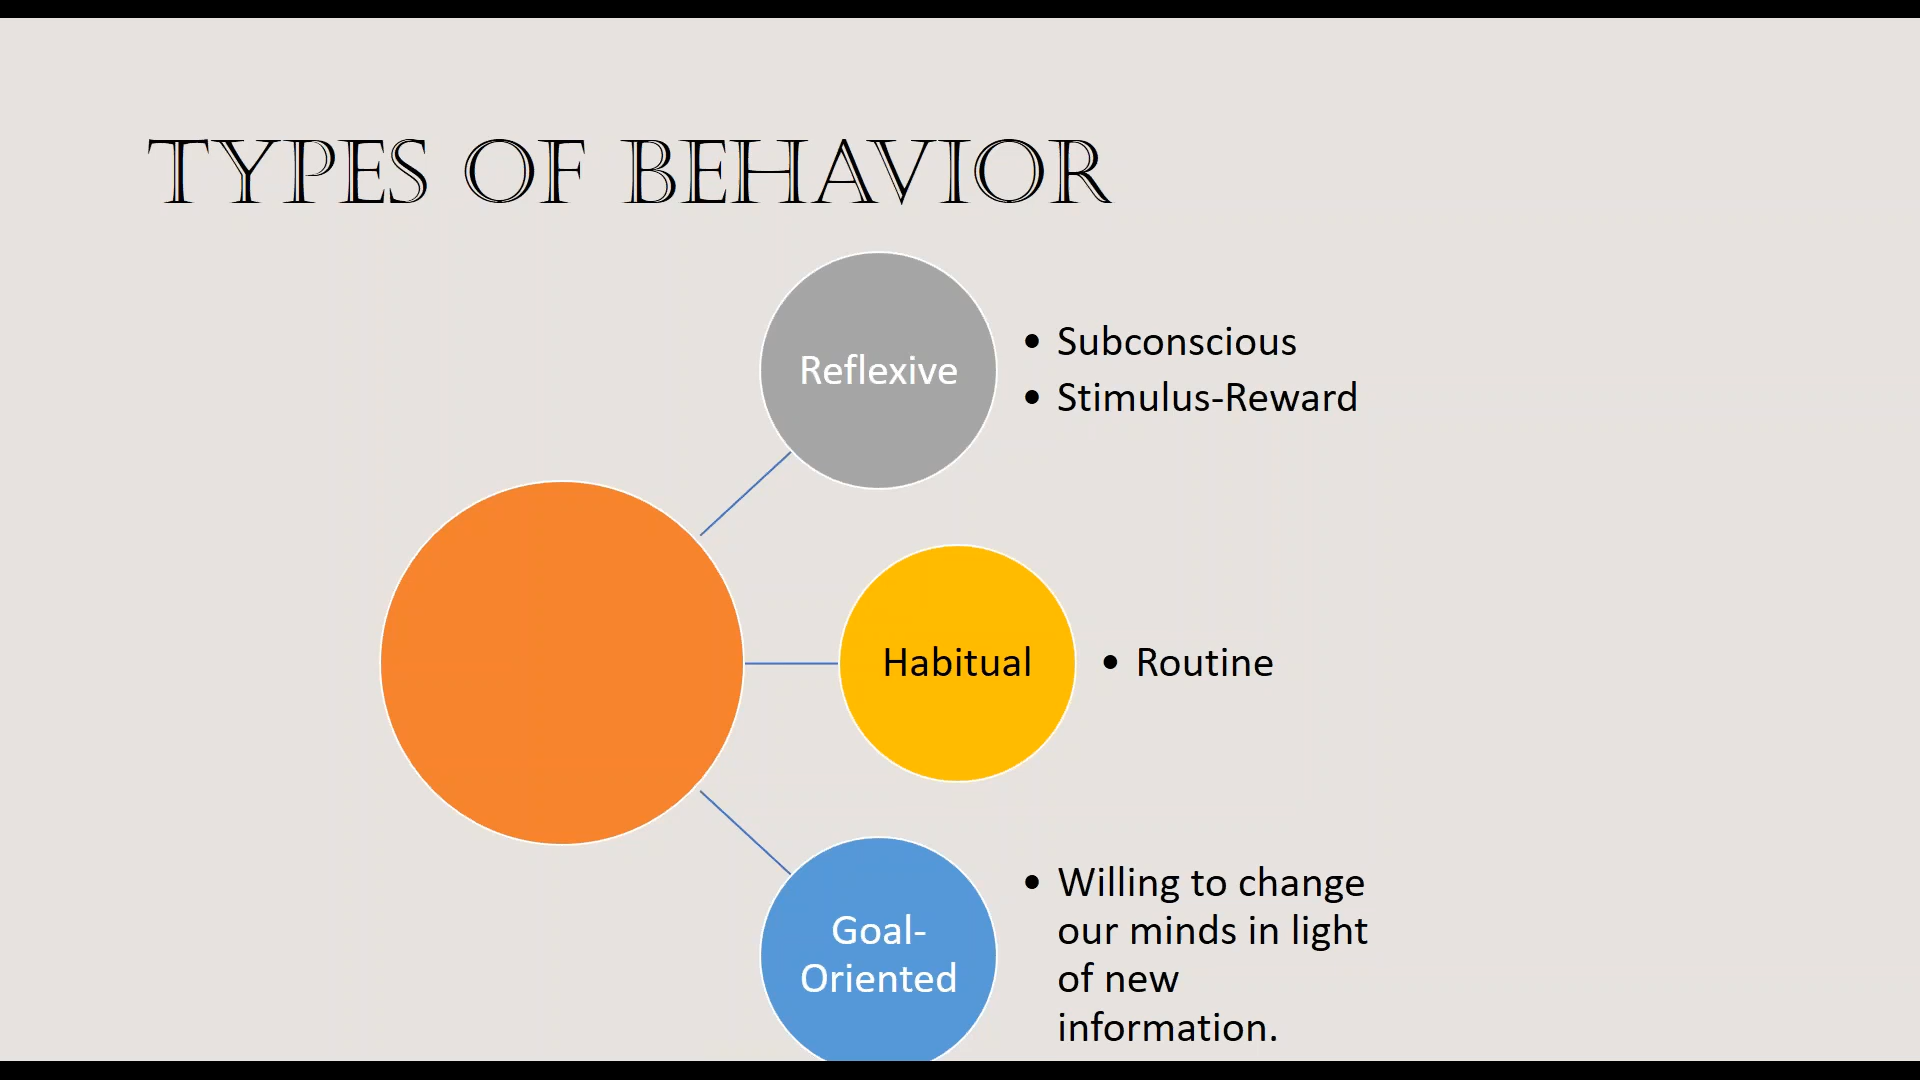 TYPES OF BEHAVIOR
Reflexive
• Subconscious
• Stimulus-Reward
Habitual
• Routine
Goal-
Oriented
• Willing to change
our minds in light
of new
information.